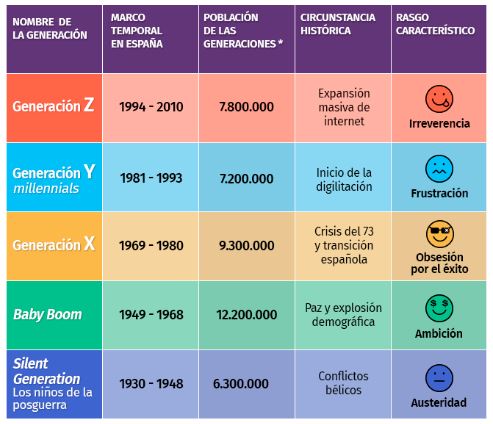 NOMBRE DE
LA GENERACIÓN
MARCO
TEMPORAL
EN ESPAÑA
POBLACIÓN
DE LAS
GENERACIONES *
CIRCUNSTANCIA
HISTÓRICA
RASGO
CARACTERÍSTICO
Generación Z
1994 - 2010
7.800.000
Expansión
masiva de
internet
Irreverencia
Generación Y
millennials
1981 - 1993
7.200.000
Inicio de la
digilitación
Frustración
Generación X
1969 - 1980
9.300.000
Crisis del 73
y transición
española
Obsesión
por el éxito
Baby Boom
1949 - 1968
12.200.000
Paz y explosión
demográfica
$ $
Ambición
Silent
Generation
Los niños de la
posguerra
1930 - 1948
6.300.000
Conflictos
bélicos
Austeridad